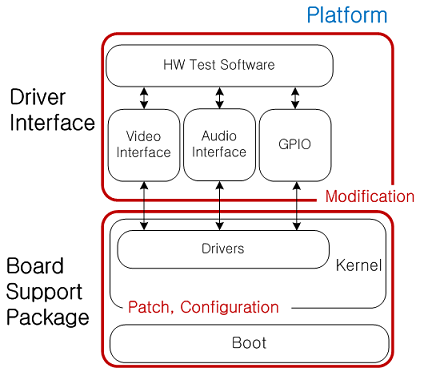 Platform
HW Test Software
Driver
Interface
Video
Interface
Audio
Interface
GPIO
Modification
Drivers
Kernel
Board
Support
Package
Patch, Configuration
Boot